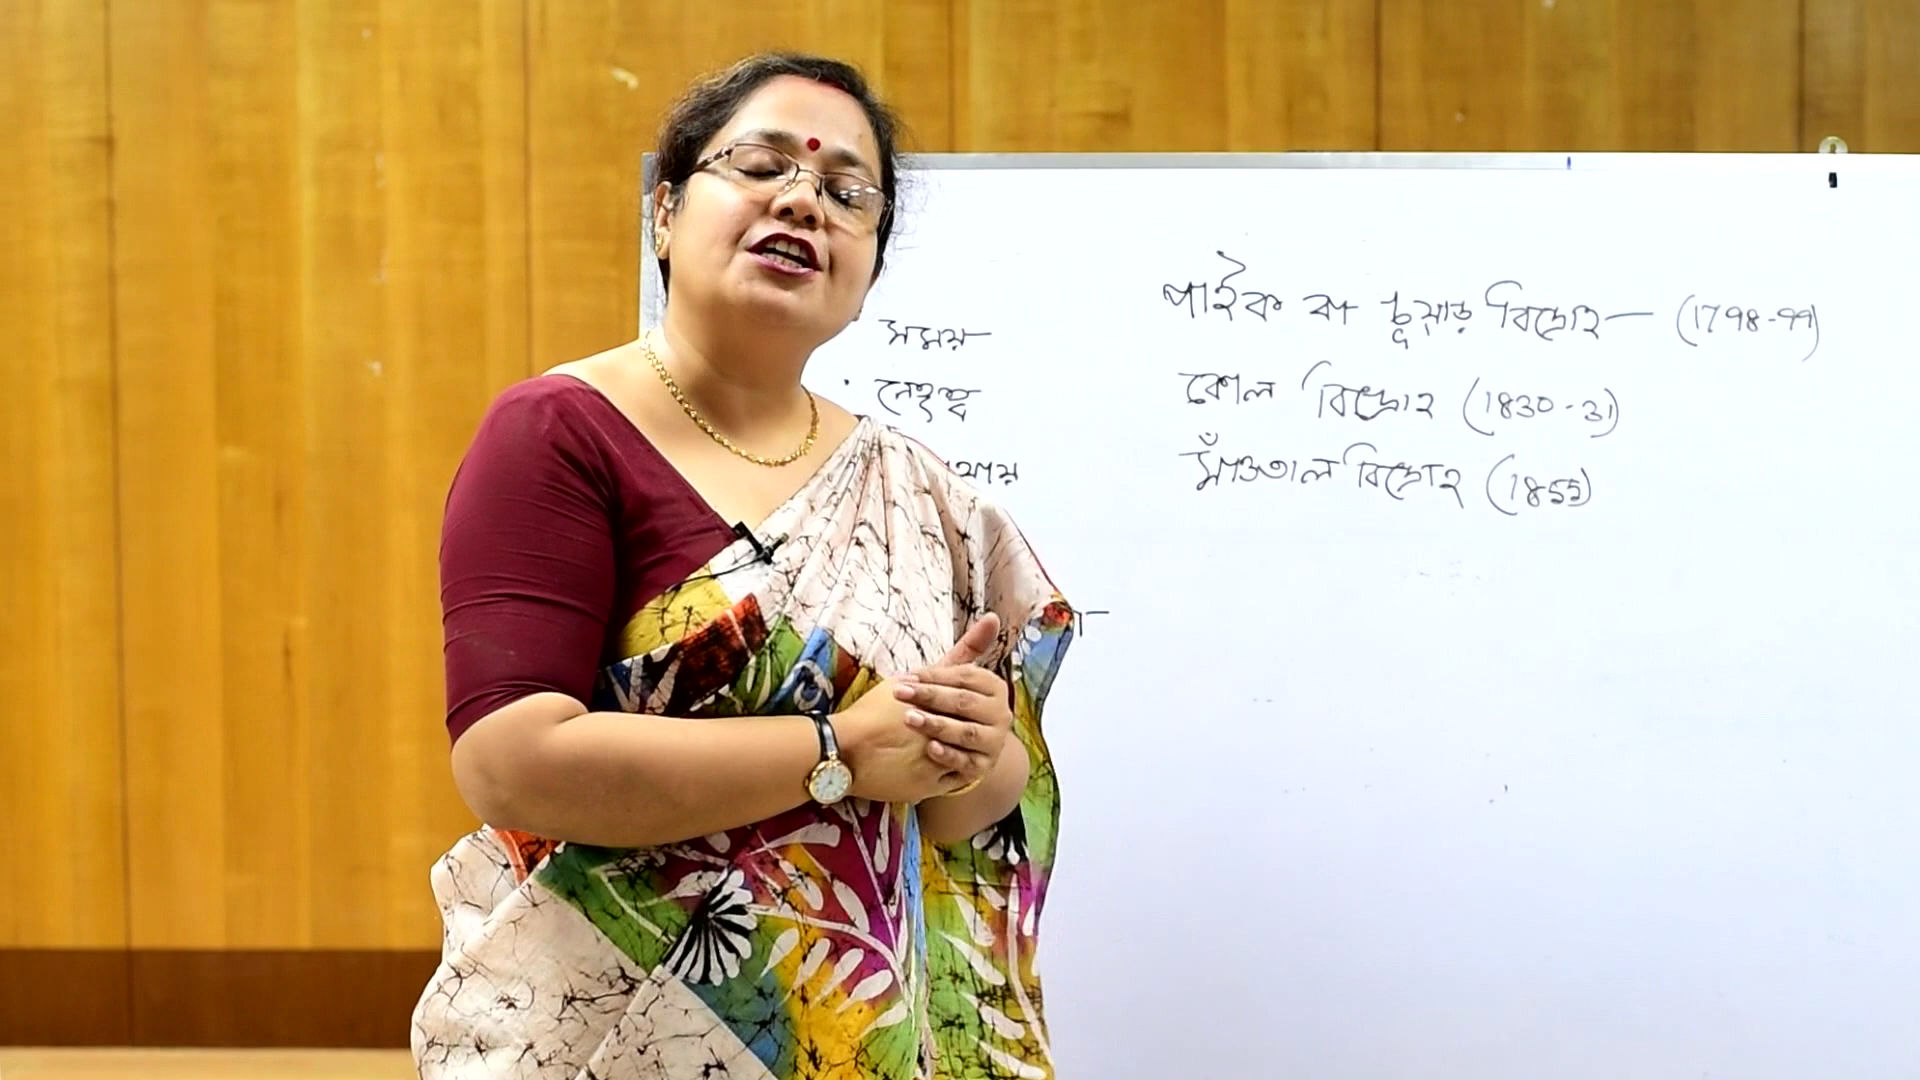 সময়
নেতৃত্ব
পাইক বা চুয়াড় বিদ্রোহ — (1798-99)
কোল বিদ্রোহ (1830-31)
সাঁওতাল বিদ্রোহ (1855)